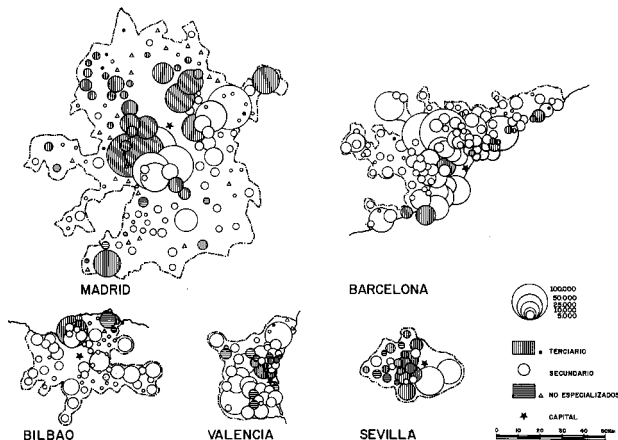 MADRID
BARCELONA
BILBAO
VALENCIA
SEVILLA
100.000
50.000
25.000
10.000
5.000
TERCIARIO
SECUNDARIO
NO ESPECIALIZADOS
CAPITAL
0 10 20 30 40 50Km